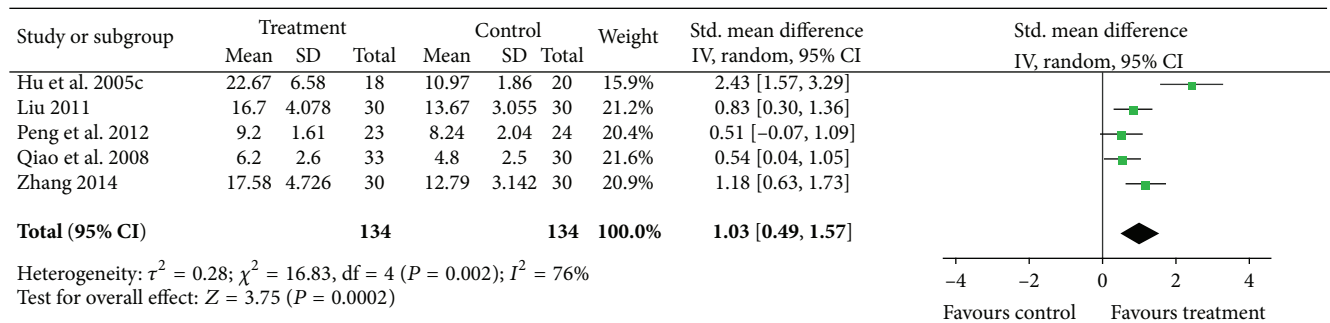 Study or subgroup Treatment Control Weight Std. mean difference Std. mean difference
Mean SD Total Mean SD Total IV, random, 95% CI IV, random, 95% CI
Hu et al. 2005c 22.67 6.58 18 10.97 1.86 20 15.9% 2.43 [1.57, 3.29]
Liu 2011 16.7 4.078 30 13.67 3.055 30 21.2% 0.83 [0.30, 1.36]
Peng et al. 2012 9.2 1.61 23 8.24 2.04 24 20.4% 0.51 [−0.07, 1.09]
Qiao et al. 2008 6.2 2.6 33 4.8 2.5 30 21.6% 0.54 [0.04, 1.05]
Zhang 2014 17.58 4.726 30 12.79 3.142 30 20.9% 1.18 [0.63, 1.73]
Total (95% CI) 134 134 100.0% 1.03 [0.49, 1.57]
Heterogeneity: τ² = 0.28; χ² = 16.83, df = 4 (P = 0.002); I² = 76%
Test for overall effect: Z = 3.75 (P = 0.0002)
−4 −2 0 2 4
Favours control Favours treatment